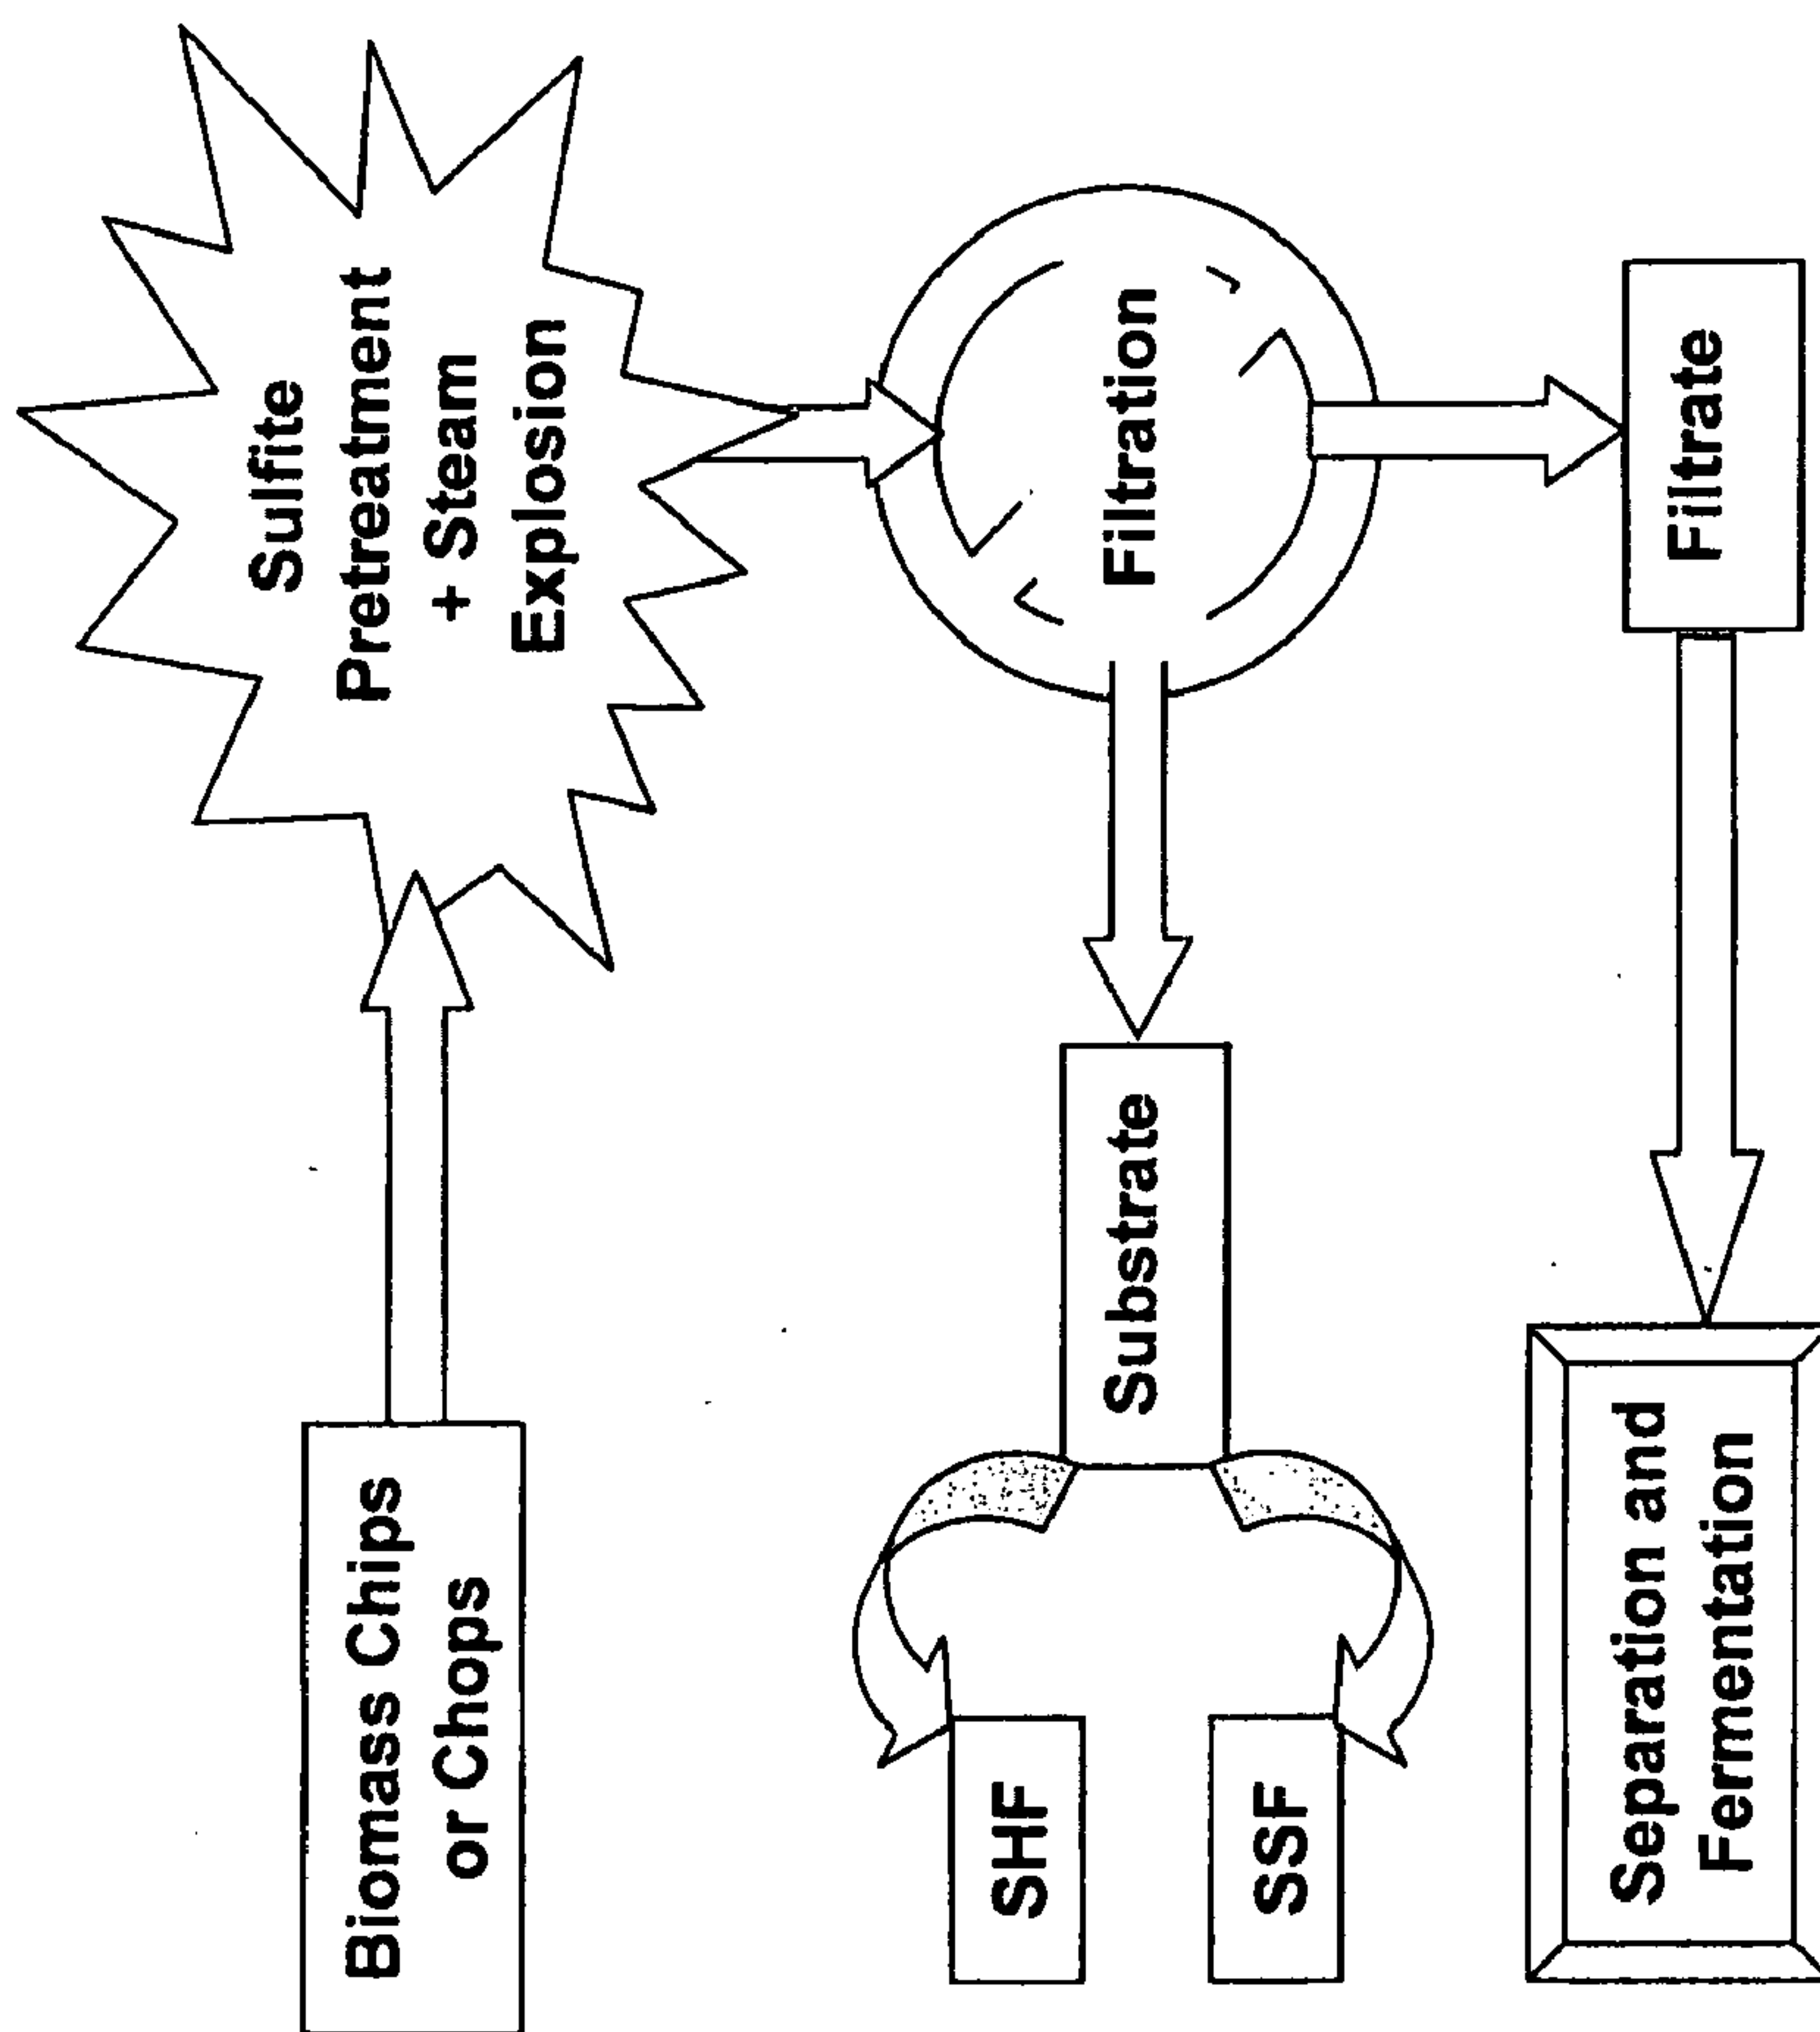 Biomass Chips
or Chops
Sulfite
Pretreatment
+ Steam
Explosion
Filtration
Substrate
SHF
SSF
Filtrate
Separation and
Fermentation